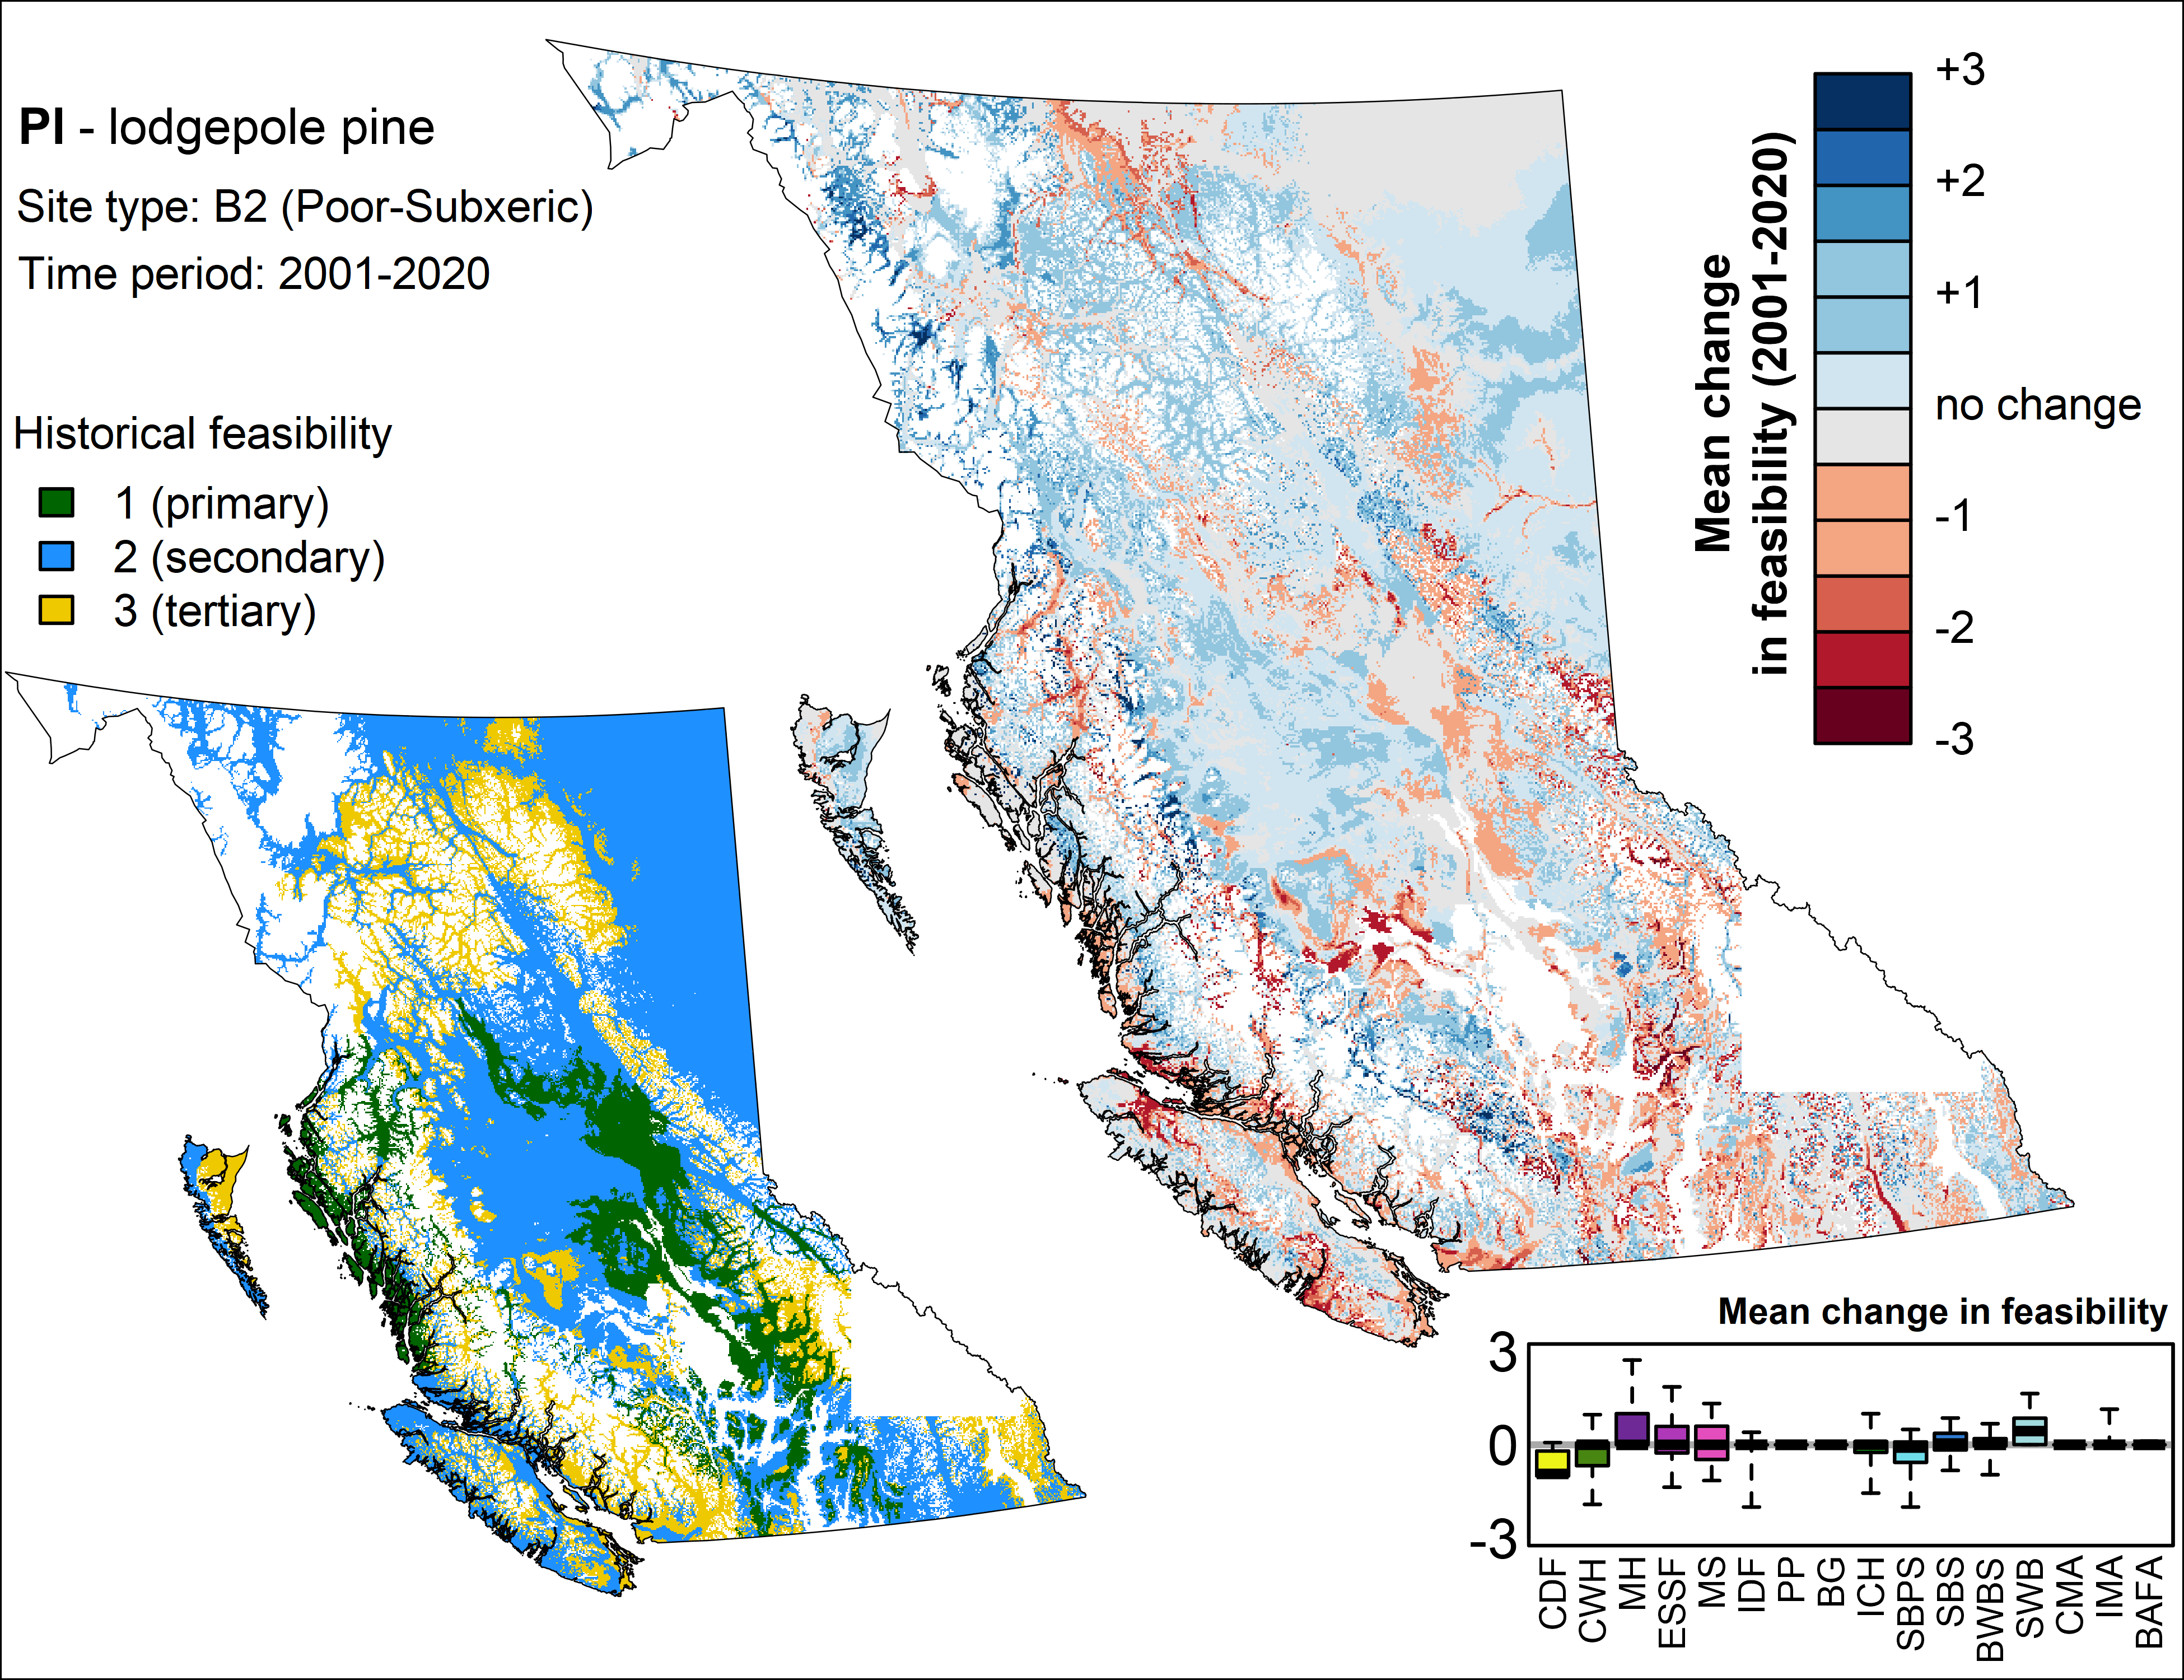 Pl - lodgepole pine
Site type: B2 (Poor-Subxeric)
Time period: 2001-2020
Historical feasibility
1 (primary)
2 (secondary)
3 (tertiary)
Mean change
in feasibility (2001-2020)
+3
+2
+1
no change
-1
-2
-3
Mean change in feasibility
3
0
-3
CDF
CWH
MH
ESSF
MS
IDF
PP
BG
ICH
SBPS
SBS
BWBS
SWB
CMA
IMA
BAFA